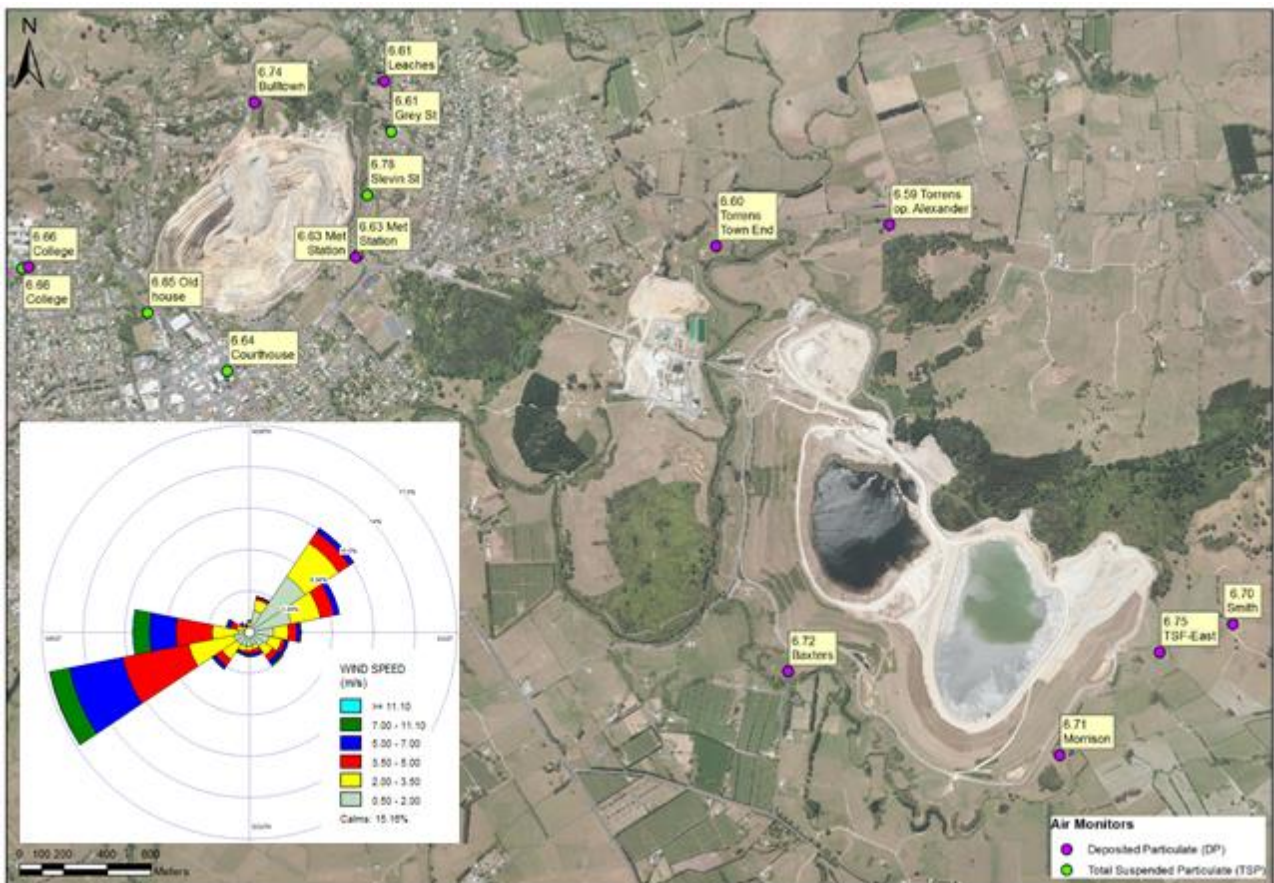 N
6.61
Leaches
6.74
Bulltown
6.61
Grey St
6.78
Slevin St
6.63 Met
Station
6.63 Met
Station
6.60
Torrens
Town End
6.59 Torrens
op. Alexander
6.66
College
6.66
College
6.65 Old
house
6.64
Courthouse
WEST
EAST
SOUTH
WIND SPEED
(m/s)
>= 11.10
7.00 - 11.10
5.00 - 7.00
3.50 - 5.00
2.00 - 3.50
0.50 - 2.00
Calms: 15.16%
6.72
Baxters
6.70
Smith
6.75
TSF-East
6.71
Morrison
0 100 200 400 600
Meters
Air Monitors
Deposited Particulate (DP)
Total Suspended Particulate (TSP)